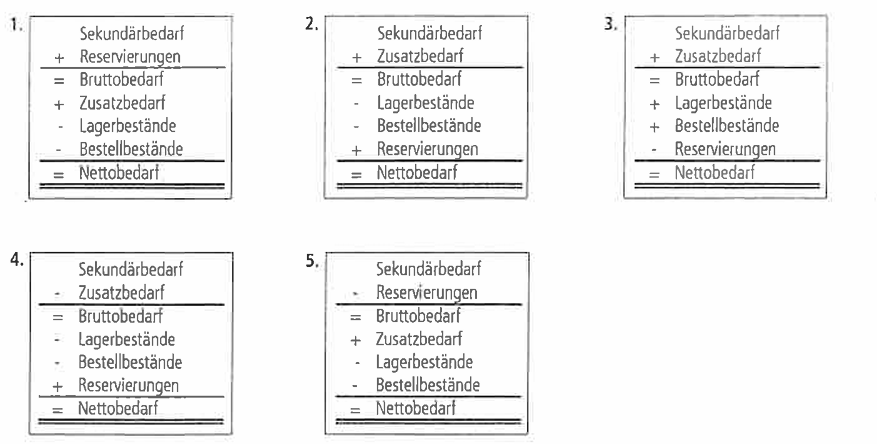 1.
Sekundärbedarf
+ Reservierungen
= Bruttobedarf
+ Zusatzbedarf
- Lagerbestände
- Bestellbestände
= Nettobedarf
2.
Sekundärbedarf
+ Zusatzbedarf
= Bruttobedarf
- Lagerbestände
- Bestellbestände
+ Reservierungen
= Nettobedarf
3.
Sekundärbedarf
+ Zusatzbedarf
= Bruttobedarf
+ Lagerbestände
+ Bestellbestände
- Reservierungen
= Nettobedarf
4.
Sekundärbedarf
- Zusatzbedarf
= Bruttobedarf
- Lagerbestände
- Bestellbestände
+ Reservierungen
= Nettobedarf
5.
Sekundärbedarf
- Reservierungen
= Bruttobedarf
+ Zusatzbedarf
- Lagerbestände
- Bestellbestände
= Nettobedarf